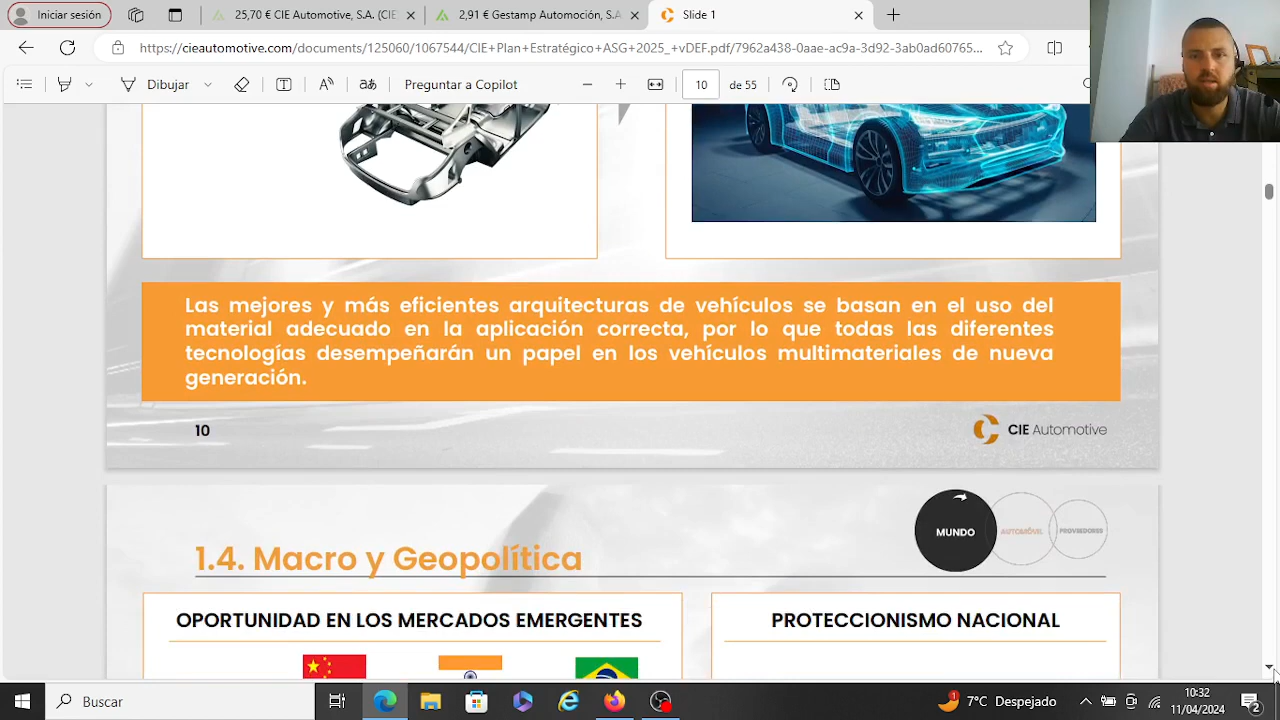 Iniciar sesión
25,70 € CIE Automotive, S.A. (CIE:
2,91 € Gestamp Automoción, S.A
Slide 1
https://cieautomotive.com/documents/125060/1067544/CIE+Plan+Estratégico+ASG+2025_+vDEF.pdf/7962a438-0aae-ac9a-3d92-3ab0ad60765...
Dibujar
Preguntar a Copilot
10
de 55
Las mejores y más eficientes arquitecturas de vehículos se basan en el uso del
material adecuado en la aplicación correcta, por lo que todas las diferentes
tecnologías desempeñarán un papel en los vehículos multimateriales de nueva
generación.
10
CIE Automotive
MUNDO
AUTOMÓVIL
PROVEEDORES
1.4. Macro y Geopolítica
OPORTUNIDAD EN LOS MERCADOS EMERGENTES
PROTECCIONISMO NACIONAL
Buscar
1
7°C Despejado
10:32
11/04/2024
2